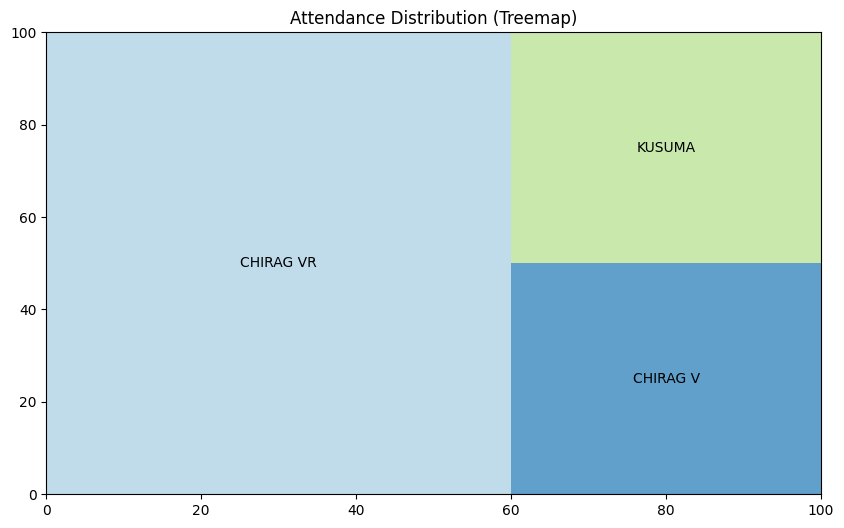 Attendance Distribution (Treemap)
100
80
60
40
20
0
KUSUMA
CHIRAG VR
CHIRAG V
0 20 40 60 80 100